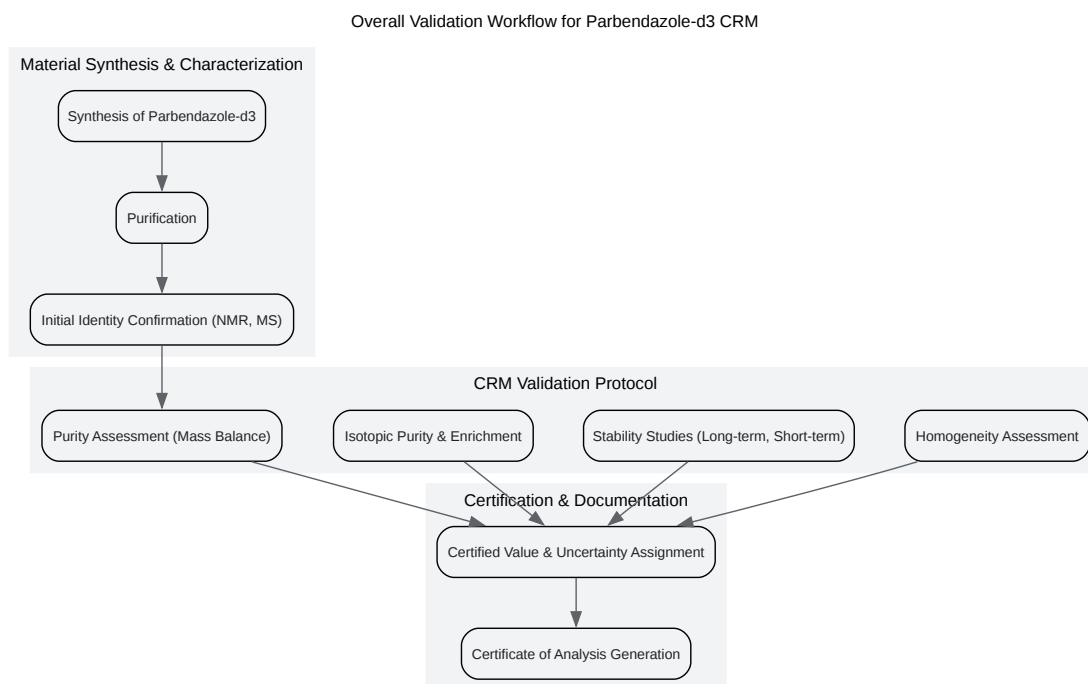 Overall Validation Workflow for Parbendazole-d3 CRM
Material Synthesis & Characterization
Synthesis of Parbendazole-d3
Purification
Initial Identity Confirmation (NMR, MS)
CRM Validation Protocol
Purity Assessment (Mass Balance)
Isotopic Purity & Enrichment
Stability Studies (Long-term, Short-term)
Homogeneity Assessment
Certification & Documentation
Certified Value & Uncertainty Assignment
Certificate of Analysis Generation